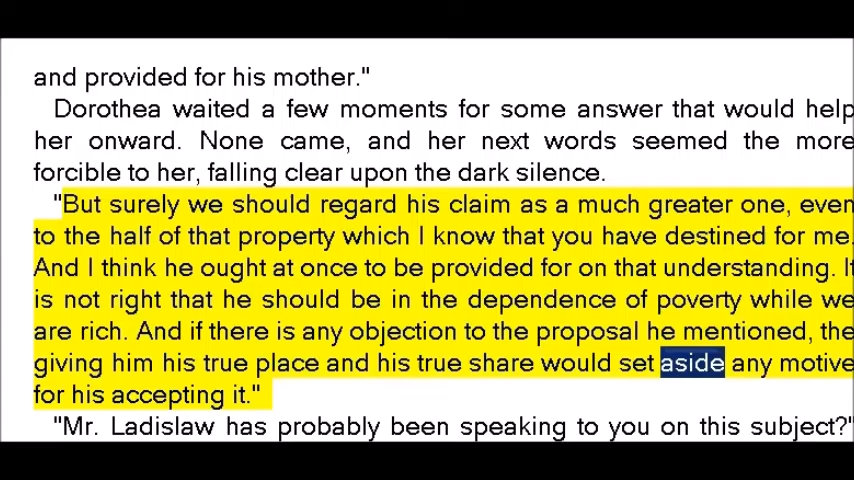 and provided for his mother."
Dorothea waited a few moments for some answer that would help
her onward. None came, and her next words seemed the more
forcible to her, falling clear upon the dark silence.
"But surely we should regard his claim as a much greater one, even
to the half of that property which I know that you have destined for me.
And I think he ought at once to be provided for on that understanding. It
is not right that he should be in the dependence of poverty while we
are rich. And if there is any objection to the proposal he mentioned, the
giving him his true place and his true share would set aside any motive
for his accepting it."
"Mr. Ladislaw has probably been speaking to you on this subject?"